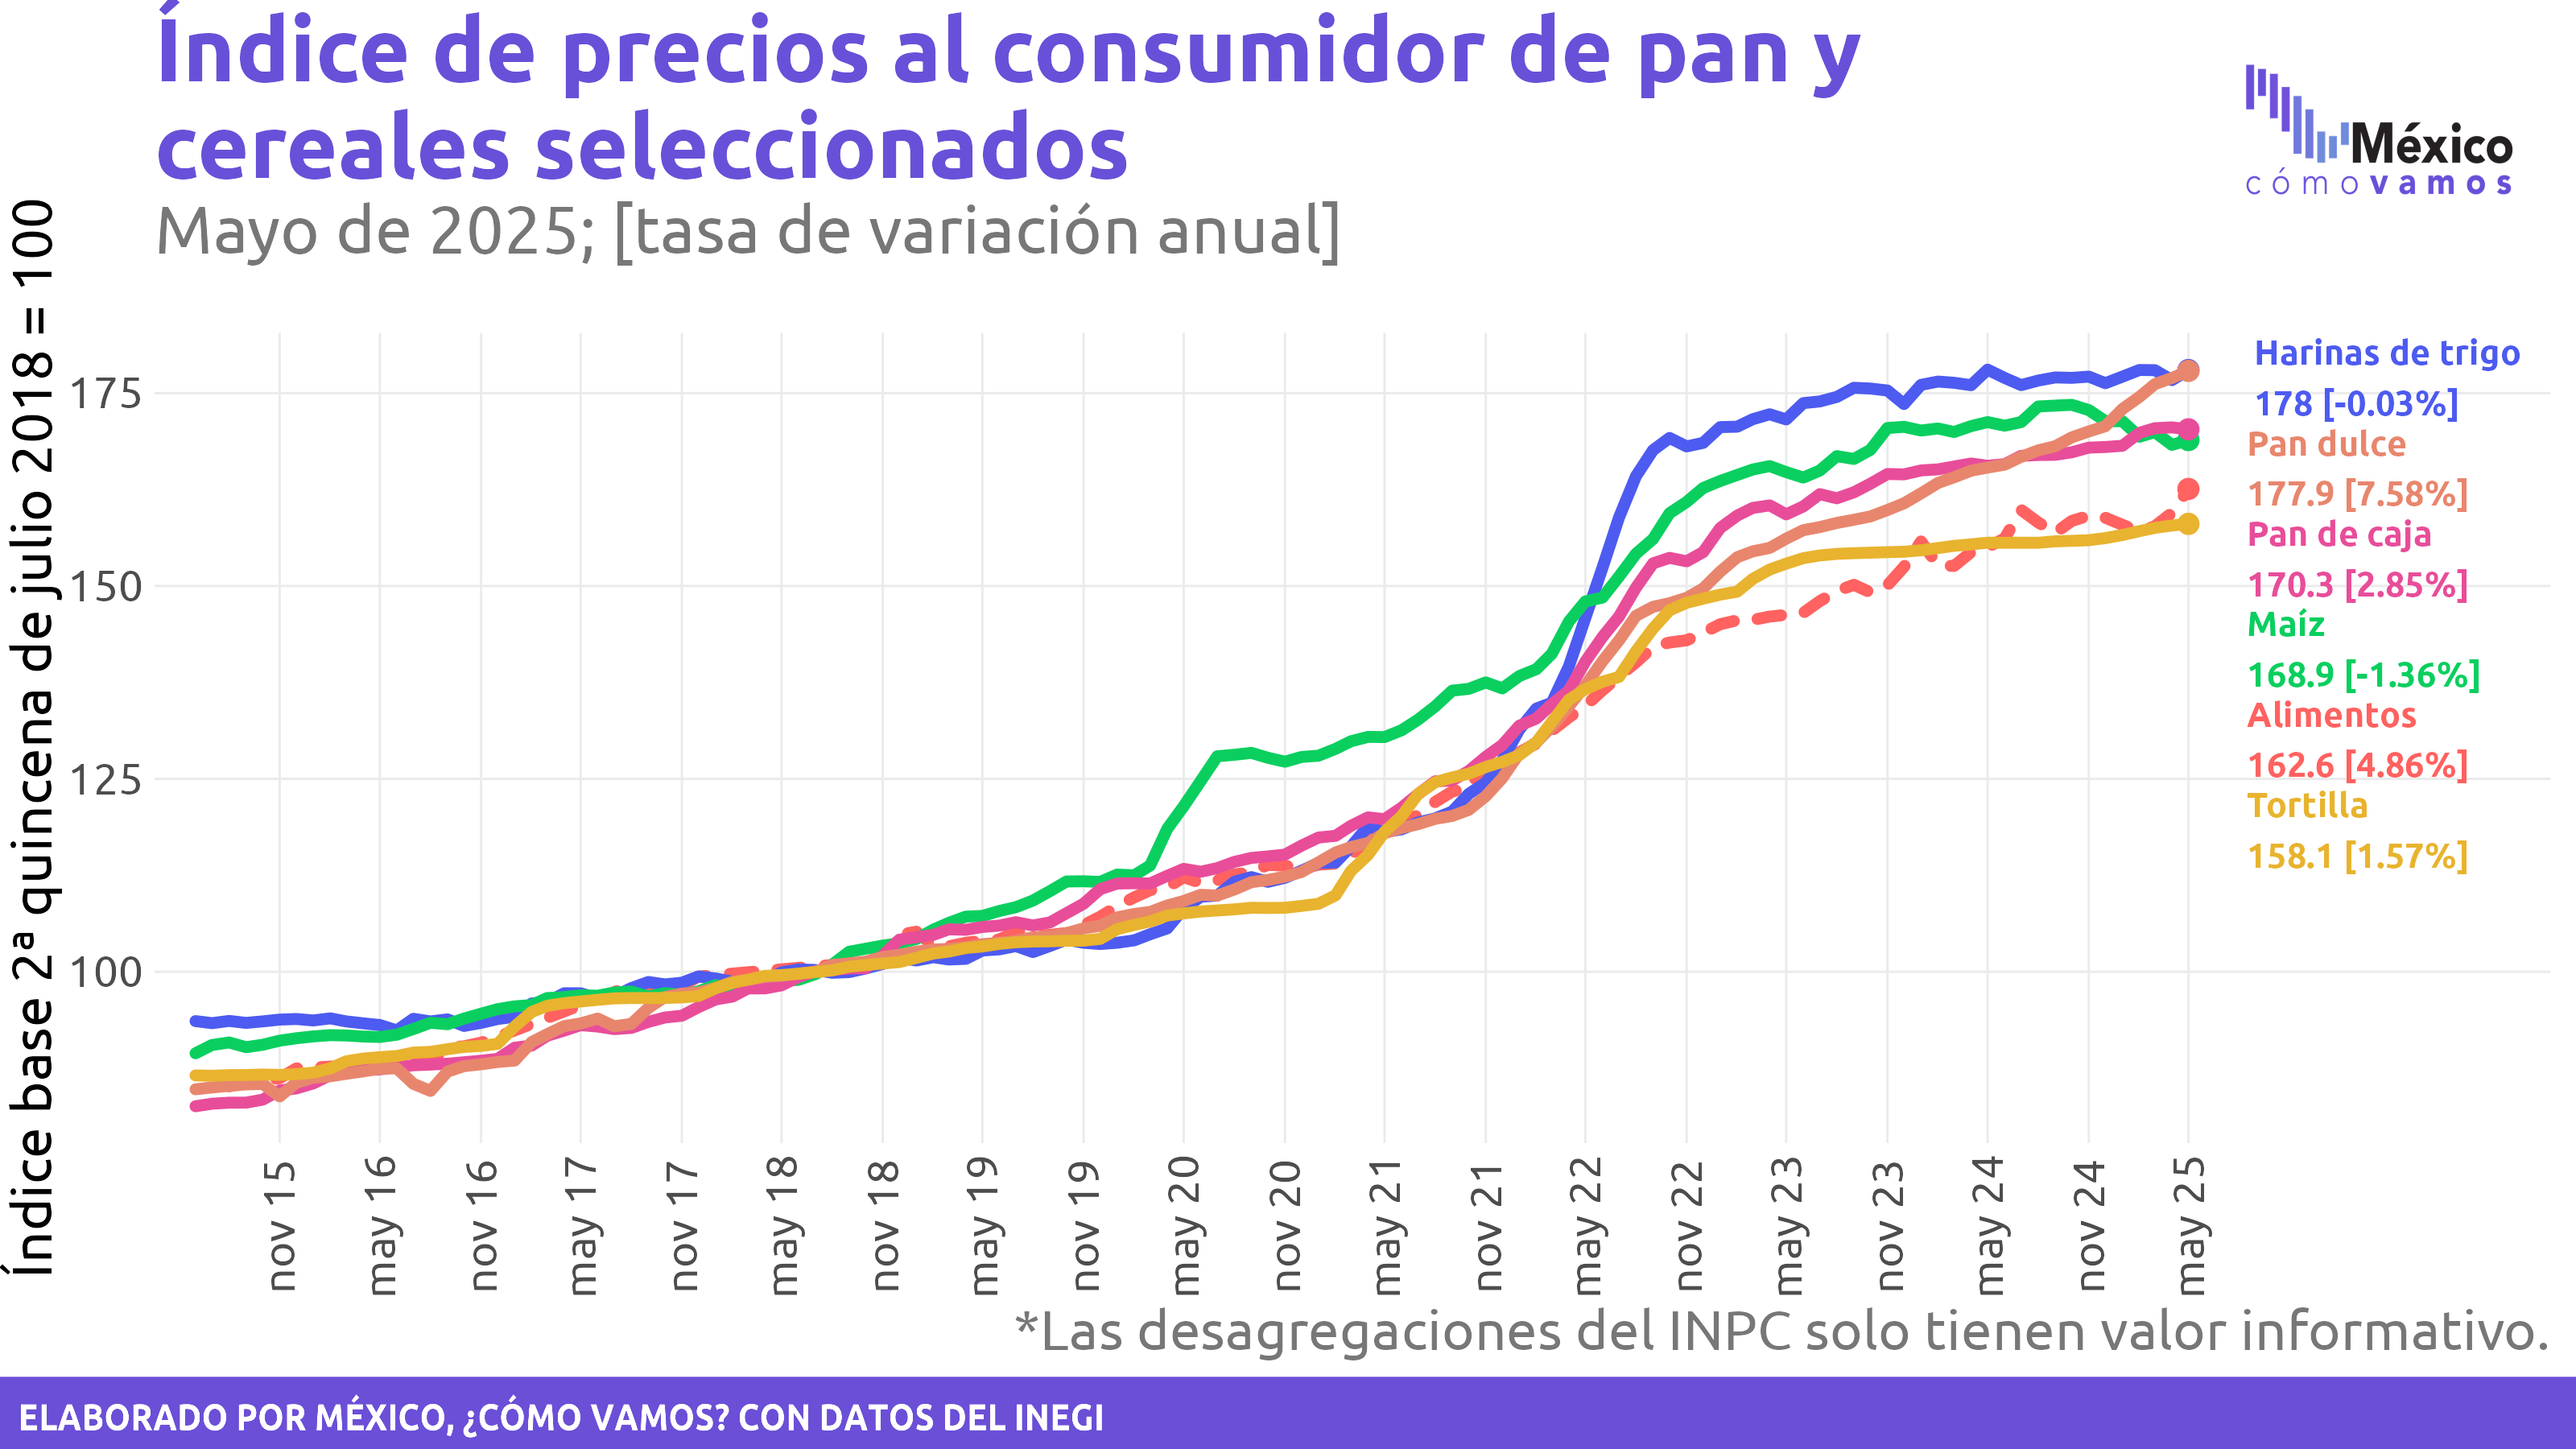 Índice de precios al consumidor de pan y
cereales seleccionados
Mayo de 2025; [tasa de variación anual]
México
cómo vamos
Índice base 2ª quincena de julio 2018 = 100
175
150
125
100
Harinas de trigo
178 [-0.03%]
Pan dulce
177.9 [7.58%]
Pan de caja
170.3 [2.85%]
Maíz
168.9 [-1.36%]
Alimentos
162.6 [4.86%]
Tortilla
158.1 [1.57%]
nov 15
may 16
nov 16
may 17
nov 17
may 18
nov 18
may 19
nov 19
may 20
nov 20
may 21
nov 21
may 22
nov 22
may 23
nov 23
may 24
nov 24
may 25
*Las desagregaciones del INPC solo tienen valor informativo.
ELABORADO POR MÉXICO, ¿CÓMO VAMOS? CON DATOS DEL INEGI